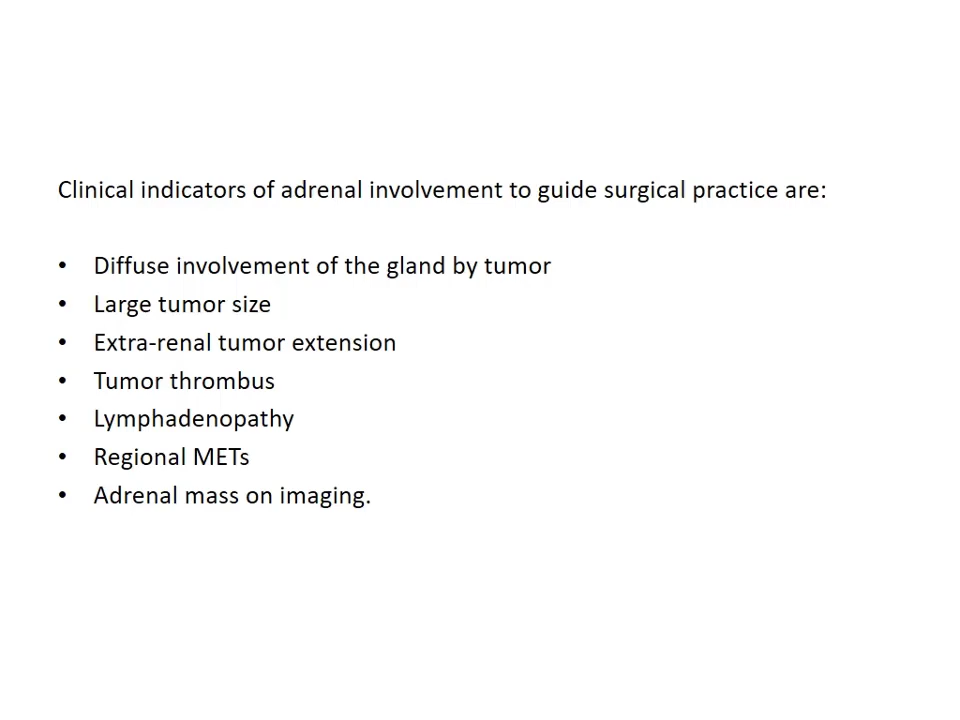 Clinical indicators of adrenal involvement to guide surgical practice are:
• Diffuse involvement of the gland by tumor
• Large tumor size
• Extra-renal tumor extension
• Tumor thrombus
• Lymphadenopathy
• Regional METs
• Adrenal mass on imaging.